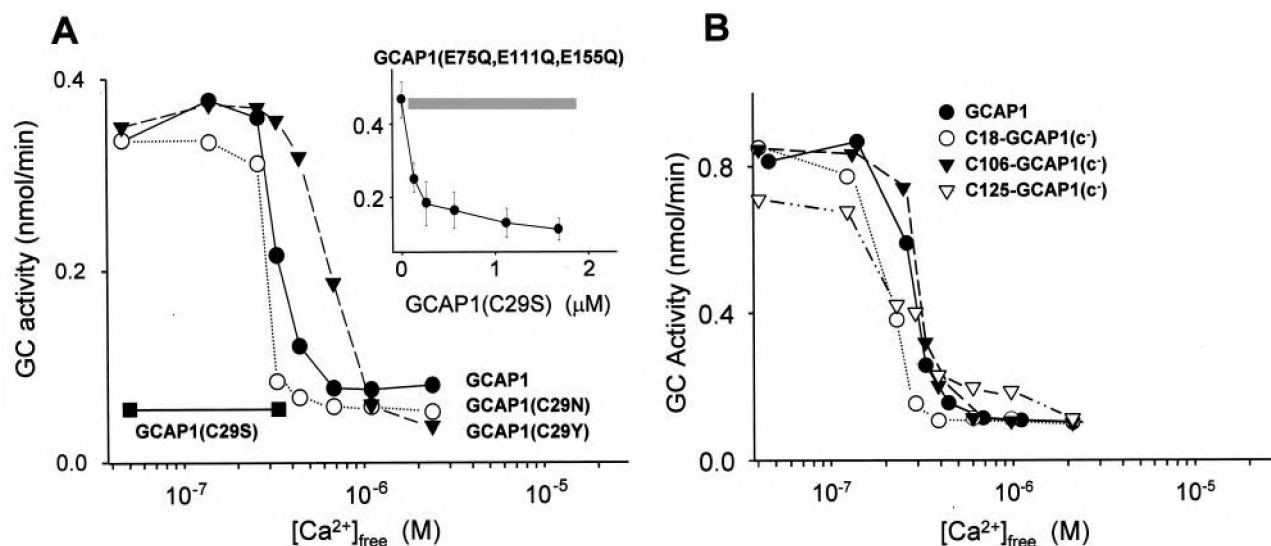 A
GC activity (nmol/min)
0.4
0.2
0.0
10-7
10-6
10-5
[Ca2+]free (M)
GCAP1(E75Q,E111Q,E155Q)
0.4
0.2
0
1
2
GCAP1(C29S) (μM)
GCAP1
GCAP1(C29N)
GCAP1(C29Y)
GCAP1(C29S)
B
GC Activity (nmol/min)
0.8
0.4
0.0
10-7
10-6
10-5
[Ca2+]free (M)
GCAP1
C18-GCAP1(c-)
C106-GCAP1(c-)
C125-GCAP1(c-)